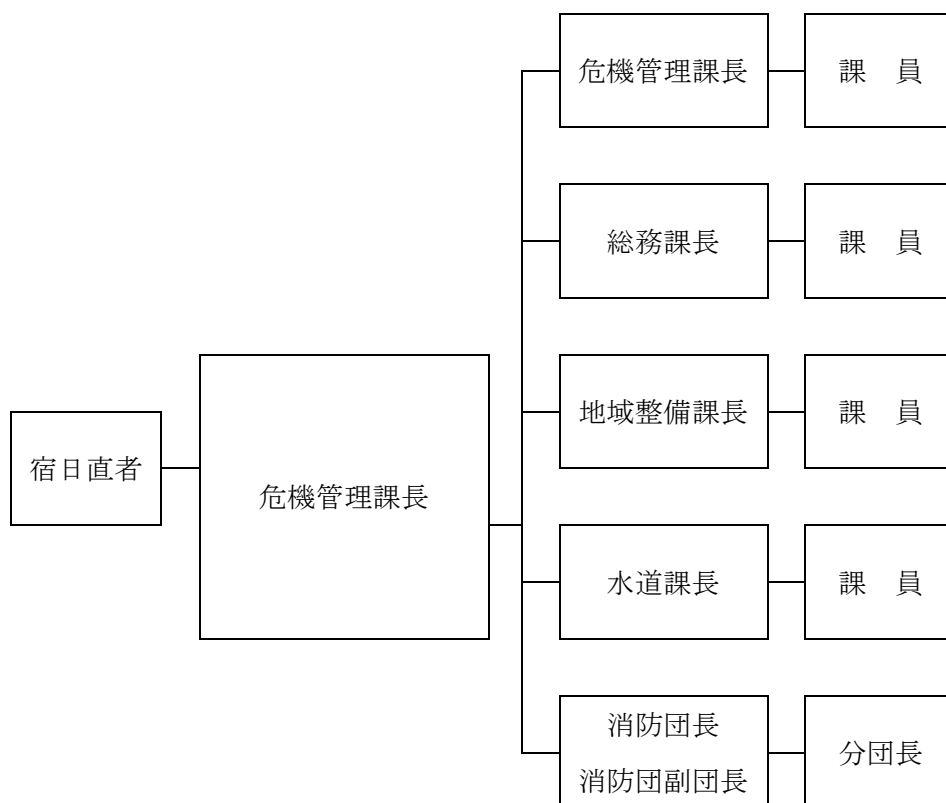 危機管理課長
課　員
総務課長
課　員
地域整備課長
課　員
宿日直者
危機管理課長
水道課長
課　員
消防団長
消防団副団長
分団長